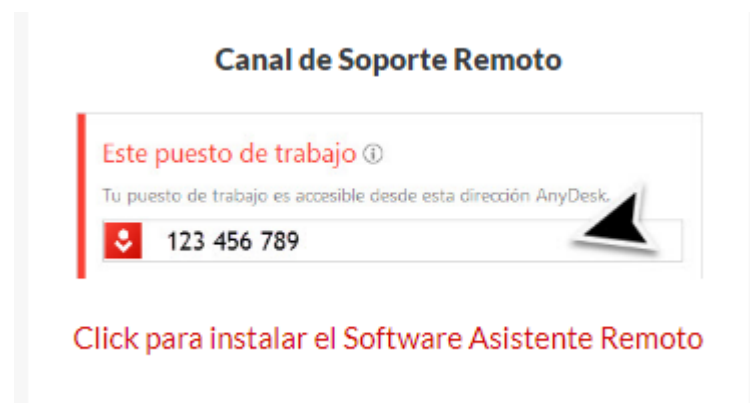 Canal de Soporte Remoto
Este puesto de trabajo ⓘ
Tu puesto de trabajo es accesible desde esta dirección AnyDesk.
123 456 789
Click para instalar el Software Asistente Remoto